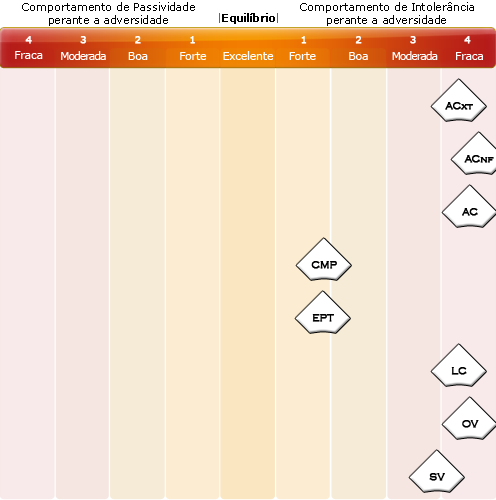 Comportamento de Passividade
perante a adversidade
|Equilíbrio|
Comportamento de Intolerância
perante a adversidade
4 3 2 1 1 2 3 4
Fraca Moderada Boa Forte Excelente Forte Boa Moderada Fraca
ACXT
ACNF
AC
CMP
EPT
LC
OV
SV